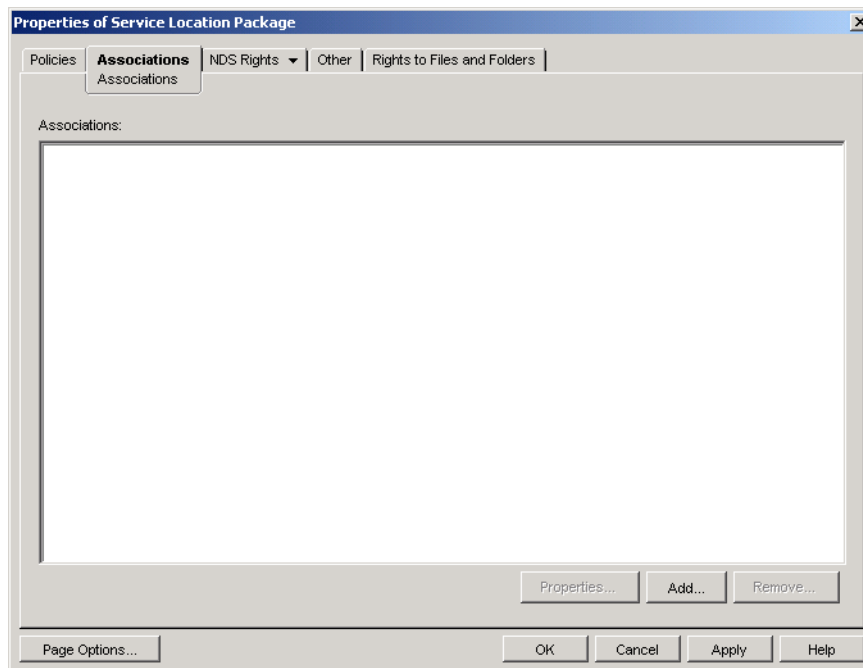 Properties of Service Location Package
Policies Associations NDS Rights Other Rights to Files and Folders
Associations
Associations:
Properties... Add... Remove...
Page Options... OK Cancel Apply Help